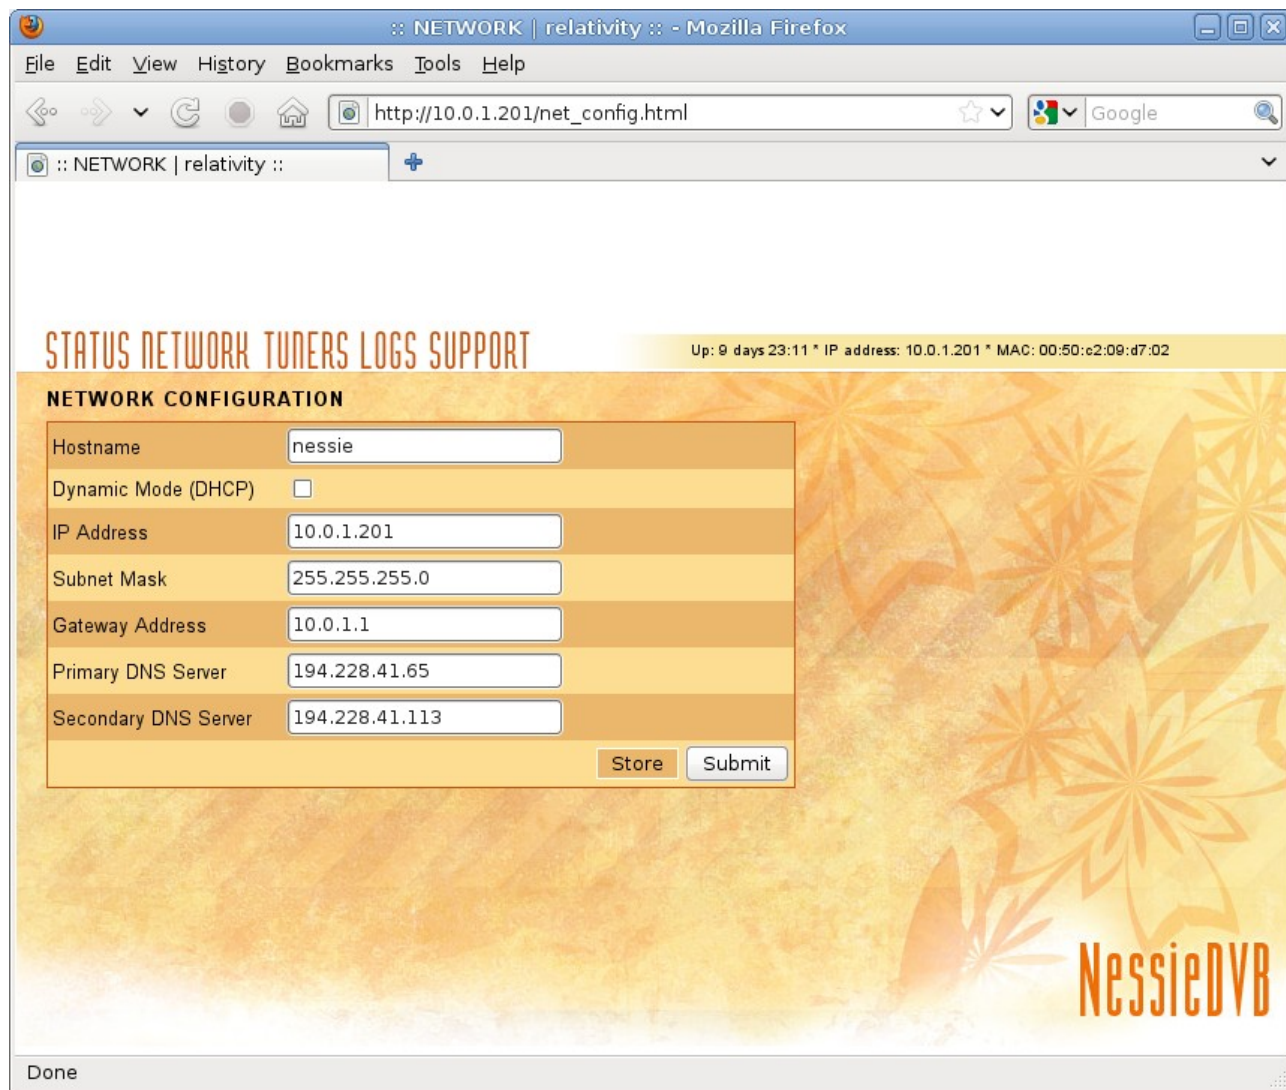 :: NETWORK | relativity :: - Mozilla Firefox
File Edit View History Bookmarks Tools Help
http://10.0.1.201/net_config.html Google
:: NETWORK | relativity ::
STATUS NETWORK TUNERS LOGS SUPPORT
Up: 9 days 23:11 * IP address: 10.0.1.201 * MAC: 00:50:c2:09:d7:02
NETWORK CONFIGURATION
Hostname nessie
Dynamic Mode (DHCP)
IP Address 10.0.1.201
Subnet Mask 255.255.255.0
Gateway Address 10.0.1.1
Primary DNS Server 194.228.41.65
Secondary DNS Server 194.228.41.113
Store Submit
NessieDVB
Done